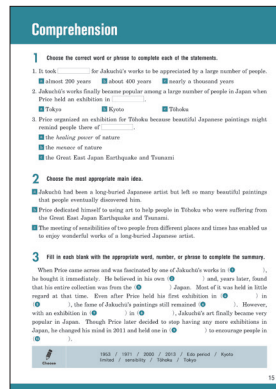 Comprehension
1 Choose the correct word or phrase to complete each of the statements.
1. It took [ ] for Jakuchū's works to be appreciated by a large number of people.
a almost 200 years b about 400 years c nearly a thousand years
2. Jakuchū's works finally became popular among a large number of people in Japan when
Price held an exhibition in [ ].
a Tokyo b Kyoto c Tōhoku
3. Price organized an exhibition for Tōhoku because beautiful Japanese paintings might
remind people there of [ ].
a the healing power of nature
b the menace of nature
c the Great East Japan Earthquake and Tsunami
2 Choose the most appropriate main idea.
a Jakuchū had been a long-buried Japanese artist but left so many beautiful paintings
that people eventually discovered him.
b Price dedicated himself to using art to help people in Tōhoku who were suffering from
the Great East Japan Earthquake and Tsunami.
c The meeting of sensibilities of two people from different places and times has enabled us
to enjoy wonderful works of a long-buried artist.
3 Fill in each blank with the appropriate word, number, or phrase to complete the summary.
When Price came across and was fascinated by one of Jakuchū's works in (❶ ),
he bought it immediately. He believed in his own (❷ ) and, years later, found
that his entire collection was from the (❸ ) Japan. Most of it was held in little
regard at that time. Even after Price held his first exhibition in (❹ ) in
(❺ ), the fame of Jakuchū's paintings still remained (❻ ). However,
with an exhibition in (❼ ) in (❽ ), Jakuchū's art finally became very
popular in Japan. Though Price later decided to stop having any more exhibitions in
Japan, he changed his mind in 2011 and held one in (❾ ) to encourage people in
(❿ ).
Choose
1953 / 1971 / 2000 / 2013 / Edo period / Kyoto
limited / sensibility / Tōhoku / Tokyo
15